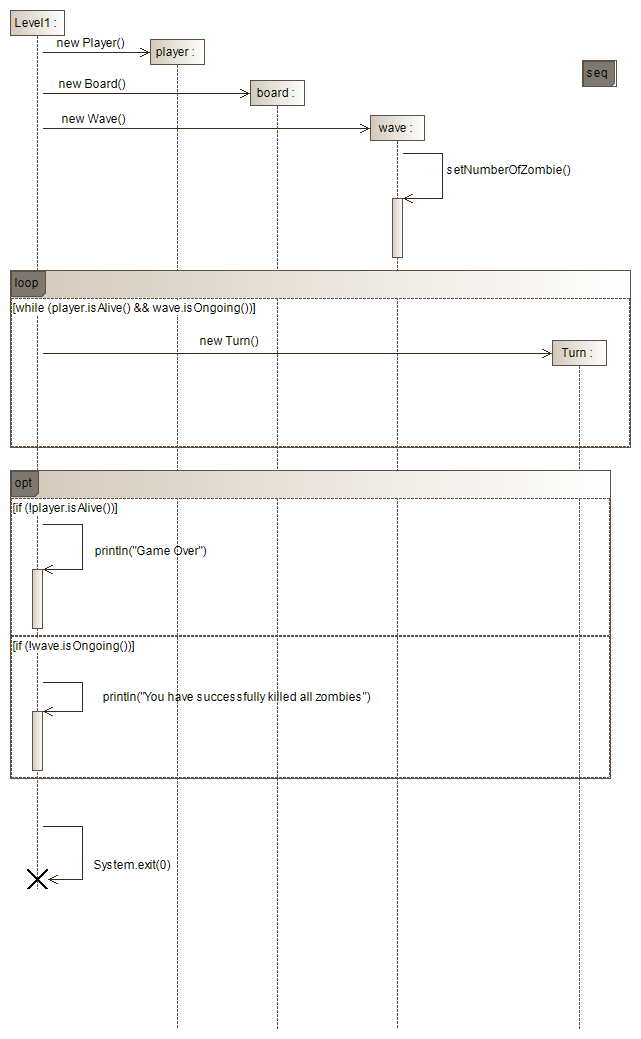 Level1 :
new Player()
player :
seq
new Board()
board :
new Wave()
wave :
setNumberOfZombie()
loop
[while (player.isAlive() && wave.isOngoing())]
new Turn()
Turn :
opt
[if (!player.isAlive())]
println("Game Over")
[if (!wave.isOngoing())]
println("You have successfully killed all zombies")
System.exit(0)